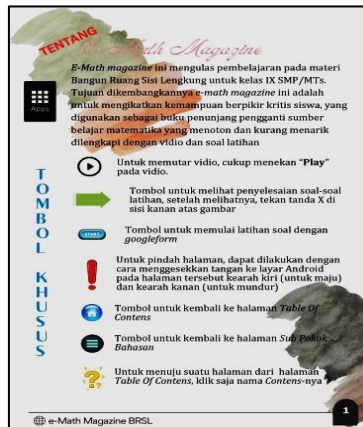 TENTANG
E-Math Magazine
E-Math magazine ini mengulas pembelajaran pada materi
Bangun Ruang Sisi Lengkung untuk kelas IX SMP/MTs.
Tujuan dikembangkannya e-math magazine ini adalah
untuk mengikatkan kemampuan berpikir kritis siswa, yang
digunakan sebagai buku penunjang pengganti sumber
belajar matematika yang menoton dan kurang menarik
dilengkapi dengan vidio dan soal latihan
Apps
TOMBOL KHUSUS
Untuk memutar vidio, cukup menekan "Play"
pada vidio.
Tombol untuk melihat penyelesaian soal-soal
latihan, setelah melihatnya, tekan tanda X di
sisi kanan atas gambar
START
Tombol untuk memulai latihan soal dengan
googleform
Untuk pindah halaman, dapat dilakukan dengan
cara menggesekkan tangan ke layar Android
pada halaman tersebut kearah kiri (untuk maju)
dan kearah kanan (untuk mundur)
Tombol untuk kembali ke halaman Table Of
Contens
Tombol untuk kembali ke halaman Sub Pokok
Bahasan
Untuk menuju suatu halaman dari halaman
Table Of Contens, klik saja nama Contens-nya
e-Math Magazine BRSL
1